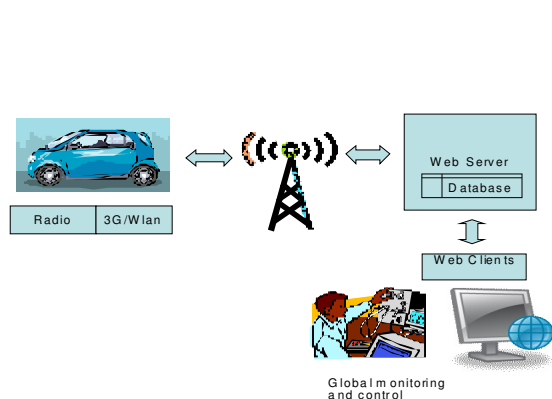 Web Server
Database
Radio
3G/Wlan
Web Clients
Global monitoring
and control